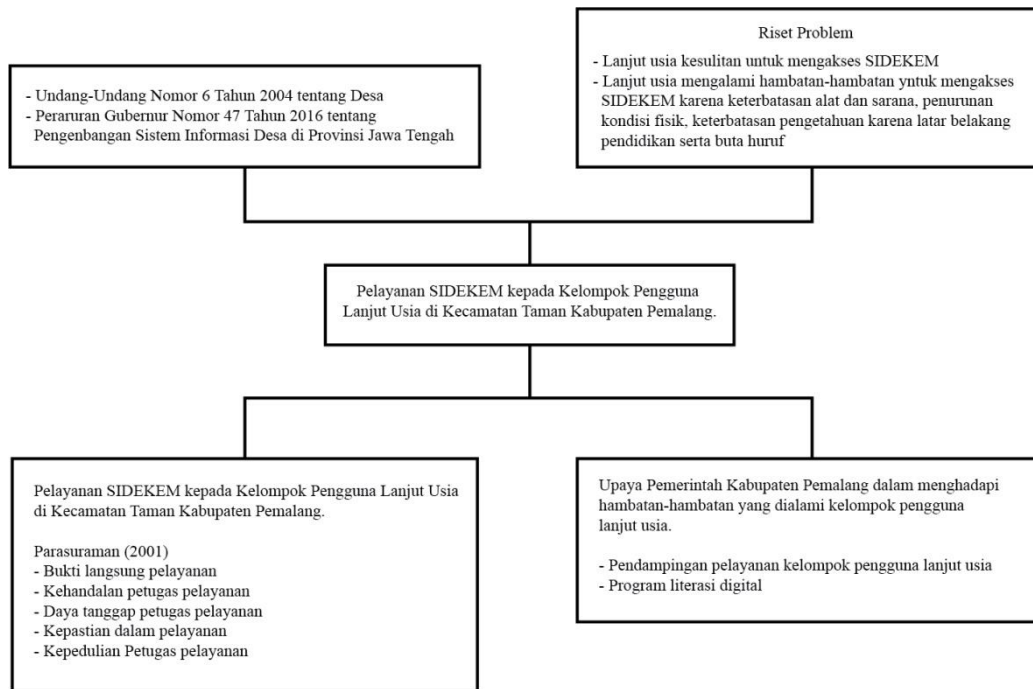 - Undang-Undang Nomor 6 Tahun 2004 tentang Desa
- Peraruran Gubernur Nomor 47 Tahun 2016 tentang
Pengenbangan Sistem Informasi Desa di Provinsi Jawa Tengah
Riset Problem
- Lanjut usia kesulitan untuk mengakses SIDEKEM
- Lanjut usia mengalami hambatan-hambatan yntuk mengakses
SIDEKEM karena keterbatasan alat dan sarana, penurunan
kondisi fisik, keterbatasan pengetahuan karena latar belakang
pendidikan serta buta huruf
Pelayanan SIDEKEM kepada Kelompok Pengguna
Lanjut Usia di Kecamatan Taman Kabupaten Pemalang.
Pelayanan SIDEKEM kepada Kelompok Pengguna Lanjut Usia
di Kecamatan Taman Kabupaten Pemalang.
Parasuraman (2001)
- Bukti langsung pelayanan
- Kehandalan petugas pelayanan
- Daya tanggap petugas pelayanan
- Kepastian dalam pelayanan
- Kepedulian Petugas pelayanan
Upaya Pemerintah Kabupaten Pemalang dalam menghadapi
hambatan-hambatan yang dialami kelompok pengguna
lanjut usia.
- Pendampingan pelayanan kelompok pengguna lanjut usia
- Program literasi digital